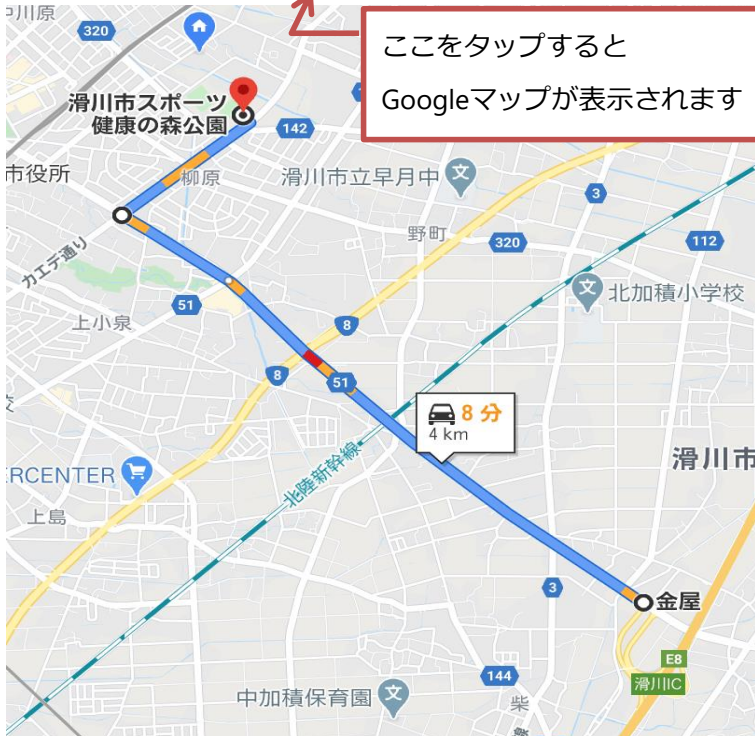 中川原
320
ここをタップすると
Googleマップが表示されます
滑川市スポーツ
健康の森公園
142
市役所
柳原
滑川市立早月中
文
3
カエデ通り
野町
320
112
51
文
北加積小学校
上小泉
8
8
51
8 分
4 km
滑川市
RCENTER
北陸新幹線
上島
3
金屋
E8
滑川IC
144
中加積保育園
文
柴